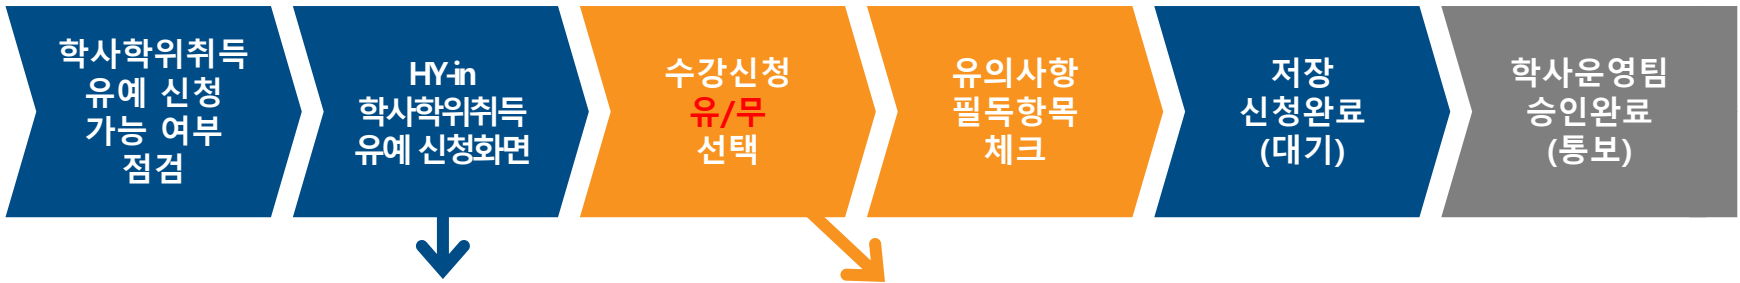 학사학위취득
유예 신청
가능 여부
점검
HY-in
학사학위취득
유예 신청화면
수강신청
유/무
선택
유의사항
필독항목
체크
저장
신청완료
(대기)
학사운영팀
승인완료
(통보)